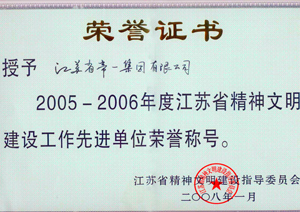 荣誉证书
授予 江苏省常一集团有限公司
2005－2006年度江苏省精神文明
建设工作先进单位荣誉称号。
江苏省精神文明建设指导委员会
二〇〇八年一月